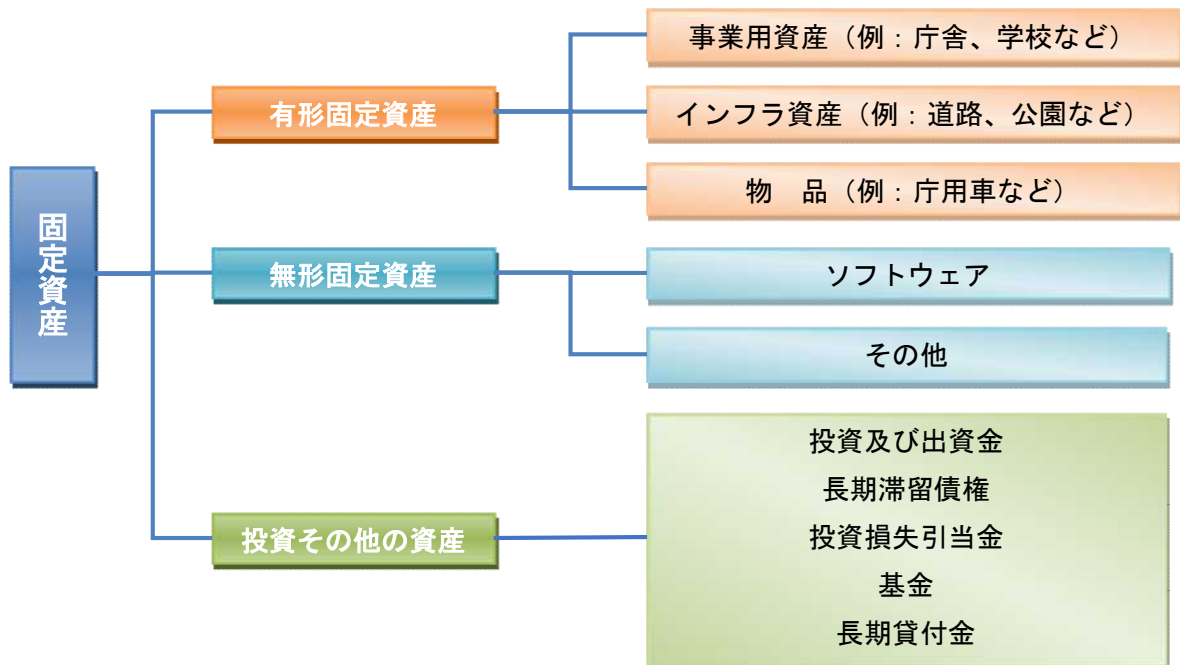 固定資産
有形固定資産
事業用資産（例：庁舎、学校など）
インフラ資産（例：道路、公園など）
物　品（例：庁用車など）
無形固定資産
ソフトウェア
その他
投資その他の資産
投資及び出資金
長期滞留債権
投資損失引当金
基金
長期貸付金